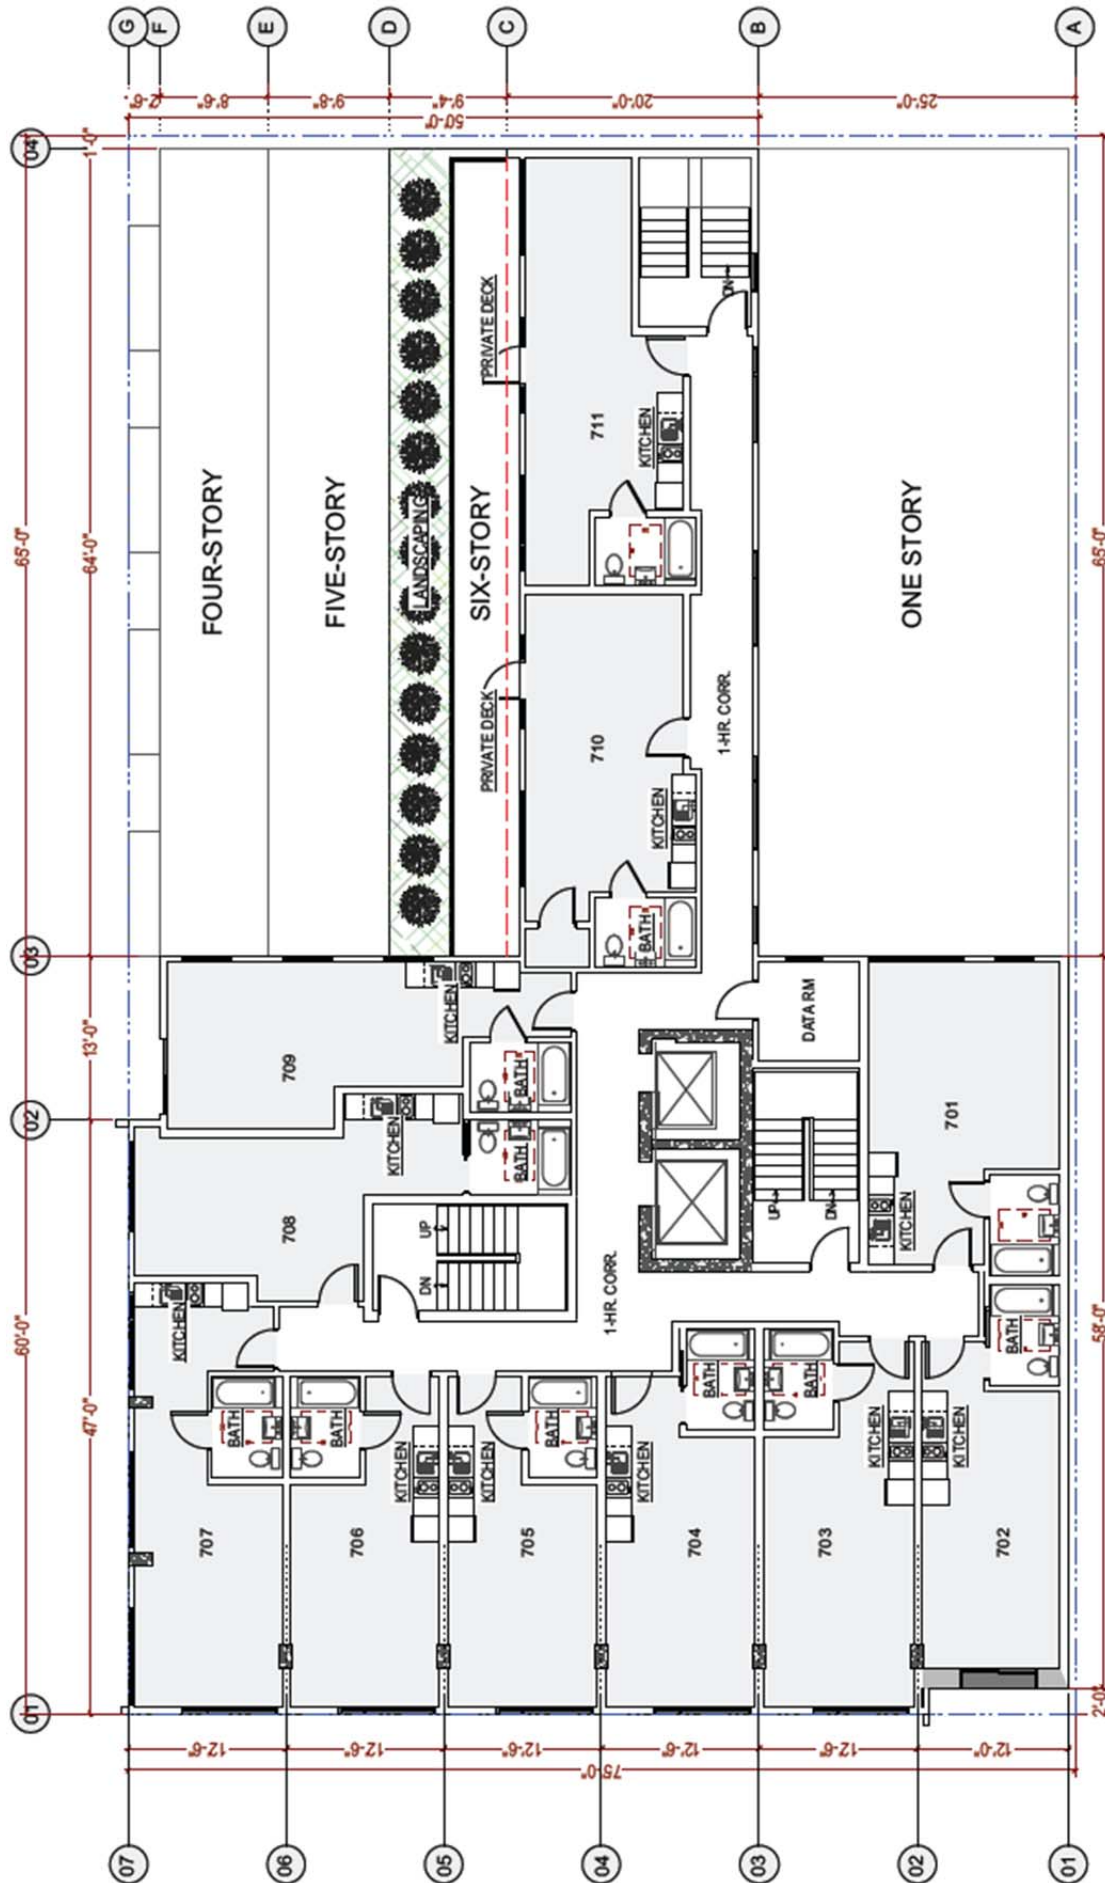 G
F
E
D
C
B
A
2'-6"
8'-6"
9'-8"
9'-4"
20'-0"
25'-0"
50'-0"
04
1'-0"
65'-0"
64'-0"
65'-0"
FOUR-STORY
FIVE-STORY
LANDSCAPING
SIX-STORY
PRIVATE DECK
PRIVATE DECK
711
KITCHEN
DN
710
KITCHEN
BATH
1-HR. CORR.
ONE STORY
03
13'-0"
709
KITCHEN
BATH
DATA RM
02
708
KITCHEN
BATH
UP
DN
1-HR. CORR.
UP
DN
701
KITCHEN
60'-0"
47'-0"
58'-0"
KITCHEN
BATH
707
BATH
KITCHEN
706
KITCHEN
BATH
705
KITCHEN
BATH
704
BATH
KITCHEN
703
BATH
KITCHEN
702
01
2'-0"
12'-6"
12'-6"
12'-6"
12'-6"
12'-6"
12'-0"
75'-0"
07
06
05
04
03
02
01